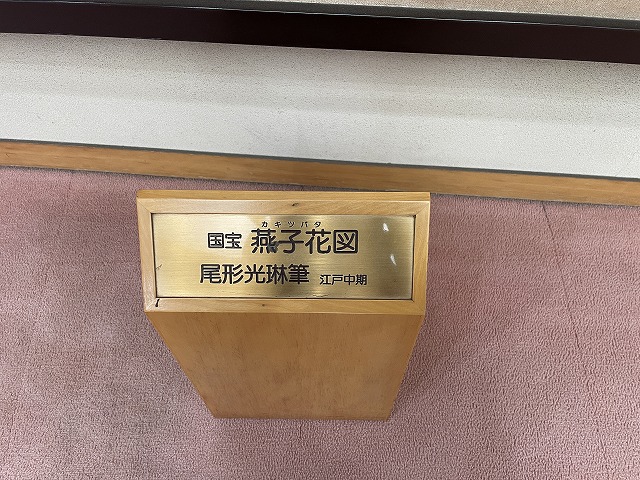 カキツバタ
国宝 燕子花図
尾形光琳筆 江戸中期